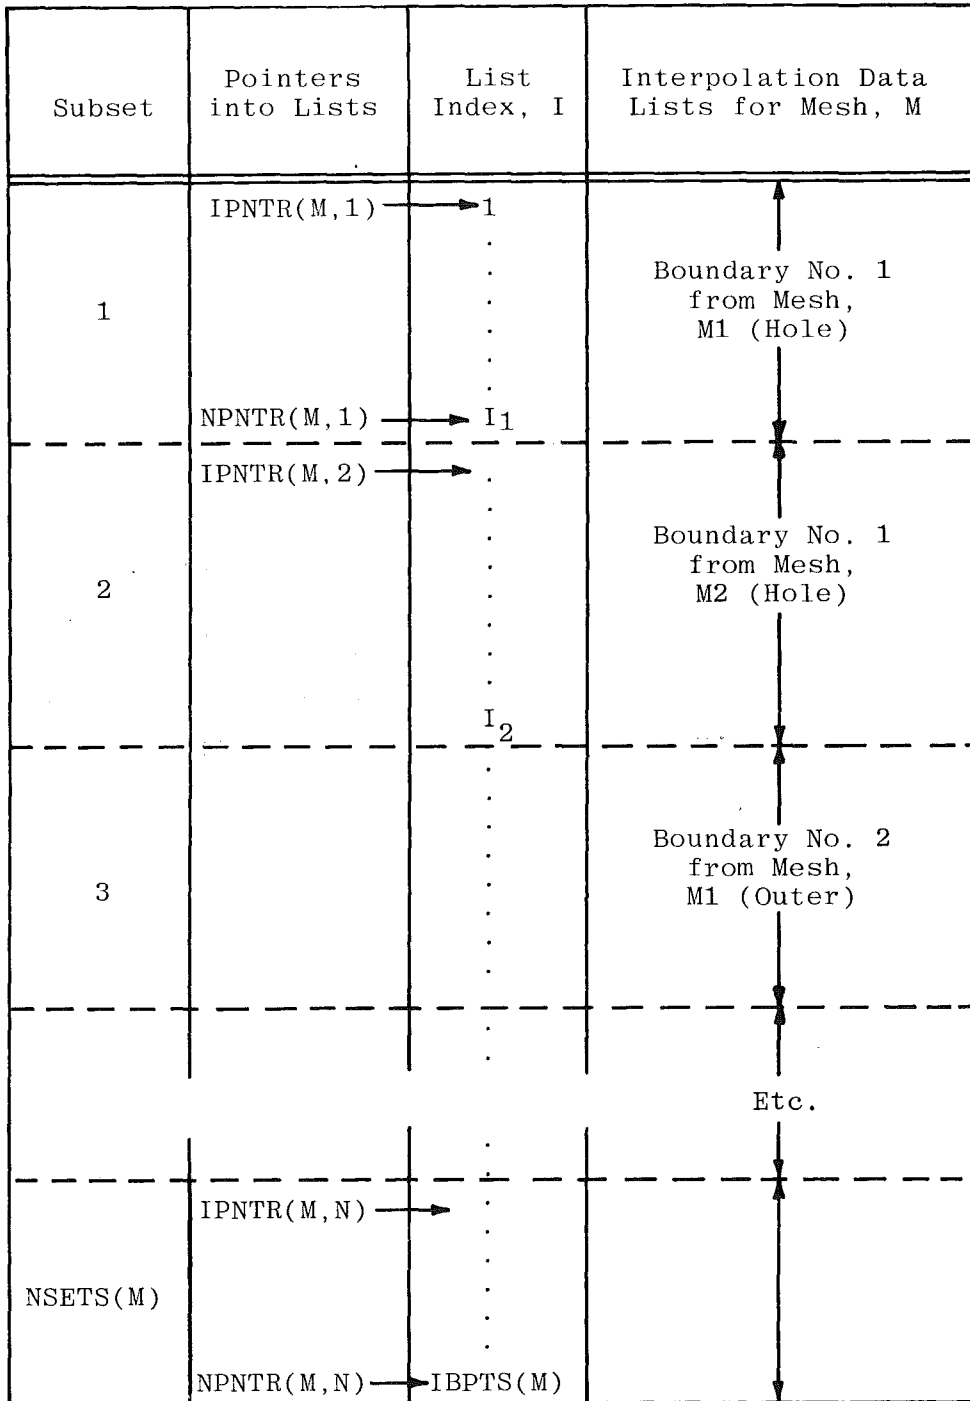 Subset
Pointers
into Lists
List
Index, I
Interpolation Data
Lists for Mesh, M
IPNTR(M,1)
1
1
Boundary No. 1
from Mesh,
M1 (Hole)
NPNTR(M,1)
I1
IPNTR(M,2)
2
Boundary No. 1
from Mesh,
M2 (Hole)
I2
3
Boundary No. 2
from Mesh,
M1 (Outer)
Etc.
IPNTR(M,N)
NSETS(M)
NPNTR(M,N)
IBPTS(M)